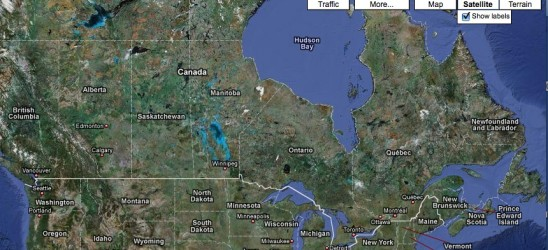 Traffic
More...
Map
Satellite
Terrain
Show labels
Hudson
Bay
Canada
Alberta
Manitoba
British
Columbia
Saskatchewan
Edmonton
Newfoundland
and Labrador
Calgary
Ontario
Québec
Winnipeg
Vancouver
Seattle
Washington
Portland
Montana
North
Dakota
Minnesota
Minneapolis
South
Dakota
Wisconsin
Milwaukee
Michigan
Oregon
Idaho
Wyoming
Québec
Montreal
Ottawa
Toronto
Detroit
New York
Maine
Vermont
New
Brunswick
Nova
Scotia
Prince
Edward
Island